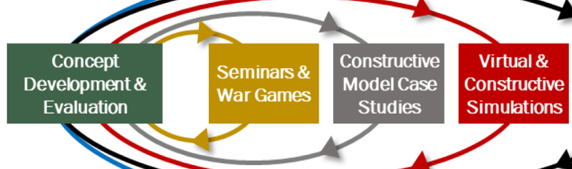 Concept
Development &
Evaluation
Seminars &
War Games
Constructive
Model Case
Studies
Virtual &
Constructive
Simulations